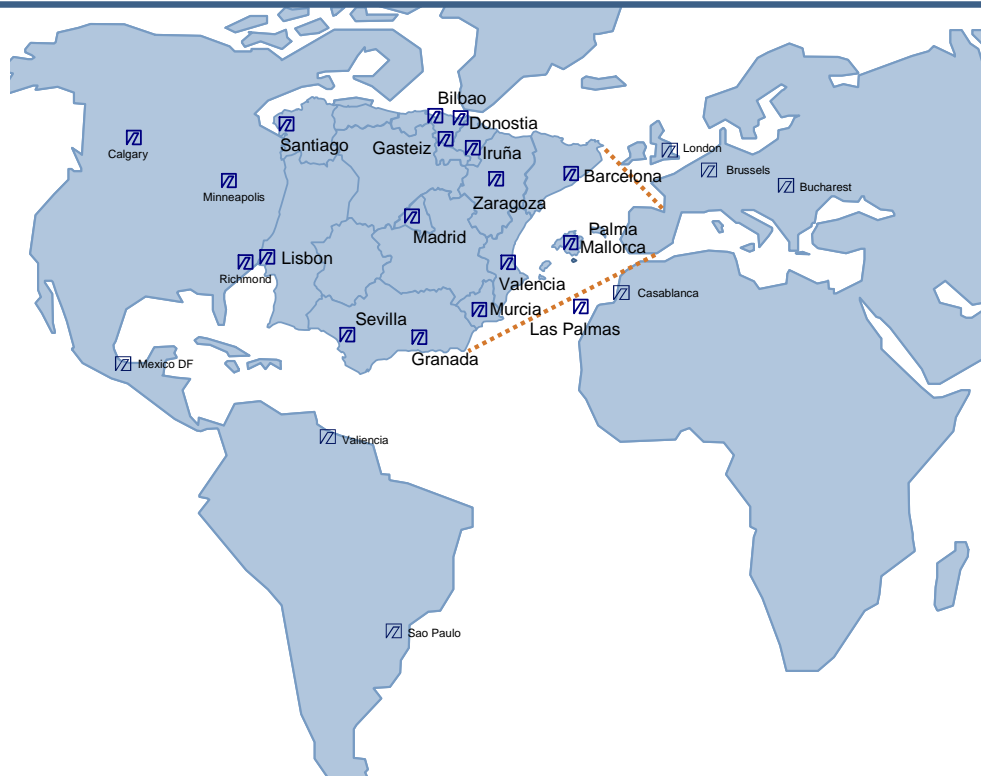 Bilbao
Donostia
Santiago
Gasteiz
Iruña
Calgary
London
Brussels
Barcelona
Bucharest
Minneapolis
Zaragoza
Madrid
Palma
Mallorca
Lisbon
Richmond
Valencia
Casablanca
Murcia
Sevilla
Las Palmas
Granada
Mexico DF
Valiencia
Sao Paulo